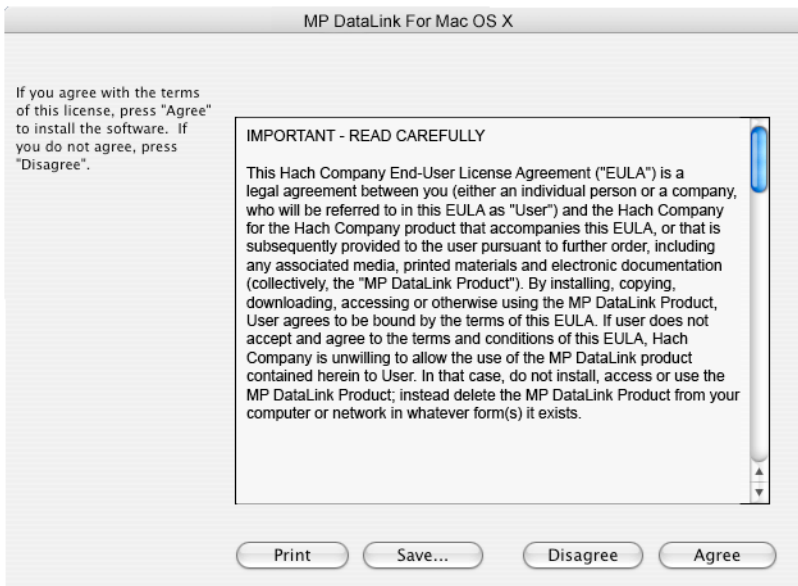 MP DataLink For Mac OS X
If you agree with the terms
of this license, press "Agree"
to install the software. If
you do not agree, press
"Disagree".
IMPORTANT - READ CAREFULLY
This Hach Company End-User License Agreement ("EULA") is a
legal agreement between you (either an individual person or a company,
who will be referred to in this EULA as "User") and the Hach Company
for the Hach Company product that accompanies this EULA, or that is
subsequently provided to the user pursuant to further order, including
any associated media, printed materials and electronic documentation
(collectively, the "MP DataLink Product"). By installing, copying,
downloading, accessing or otherwise using the MP DataLink Product,
User agrees to be bound by the terms of this EULA. If user does not
accept and agree to the terms and conditions of this EULA, Hach
Company is unwilling to allow the use of the MP DataLink product
contained herein to User. In that case, do not install, access or use the
MP DataLink Product; instead delete the MP DataLink Product from your
computer or network in whatever form(s) it exists.
Print Save... Disagree Agree